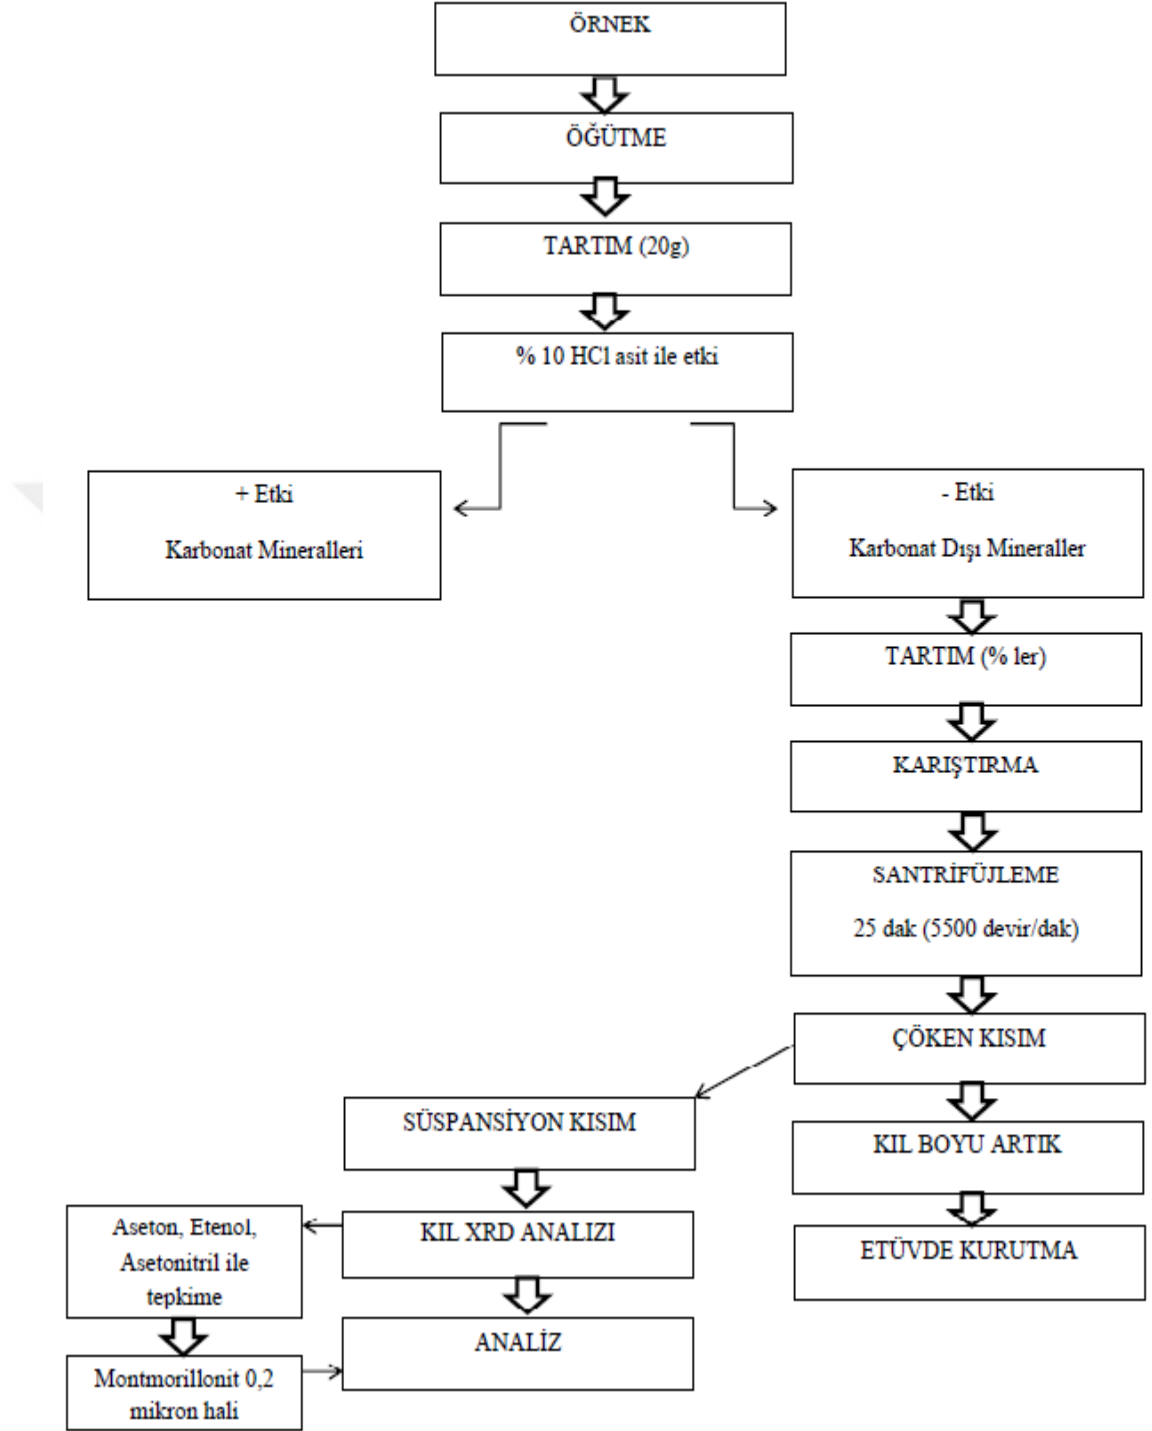 ÖRNEK
ÖĞÜTME
TARTIM (20g)
% 10 HCl asit ile etki
+ Etki
Karbonat Mineralleri
- Etki
Karbonat Dışı Mineraller
TARTIM (% ler)
KARIŞTIRMA
SANTRİFÜJLEME
25 dak (5500 devir/dak)
ÇÖKEN KISIM
SÜSPANSİYON KISIM
KIL BOYU ARTIK
KIL XRD ANALIZI
Aseton, Etenol,
Asetonitril ile
tepkime
ETÜVDE KURUTMA
ANALİZ
Montmorillonit 0,2
mikron hali